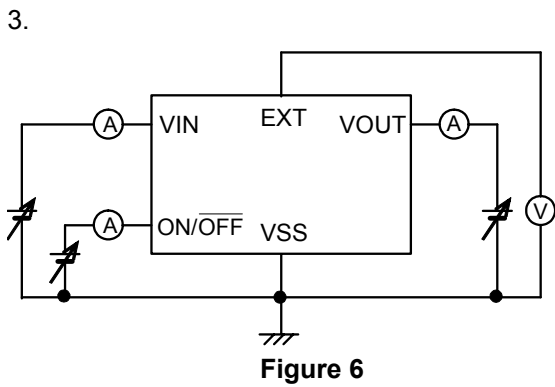 3.
A VIN EXT VOUT A
V
A ON/OFF VSS
Figure 6